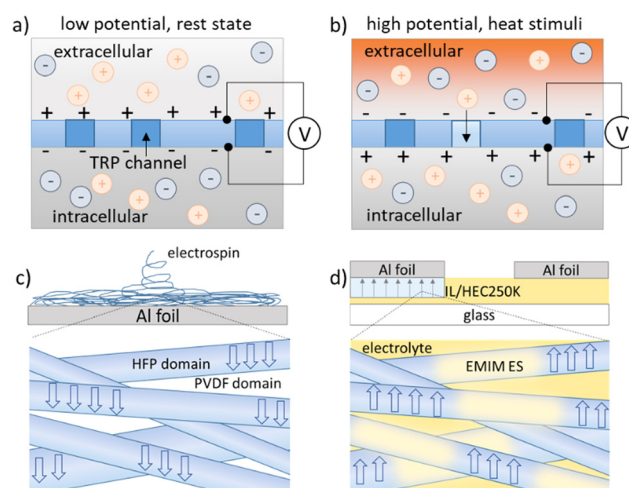 a) low potential, rest state
extracellular
- + + - - + -
+ + + + + +
V
- - - - - -
TRP channel
- + - + - + -
intracellular
b) high potential, heat stimuli
extracellular
- + - + - + -
- - - - - -
V
+ + + + + +
- + - + - + -
intracellular
c) electrospin
Al foil
HFP domain
PVDF domain
d) Al foil Al foil
IL/HEC250K
glass
electrolyte
EMIM ES